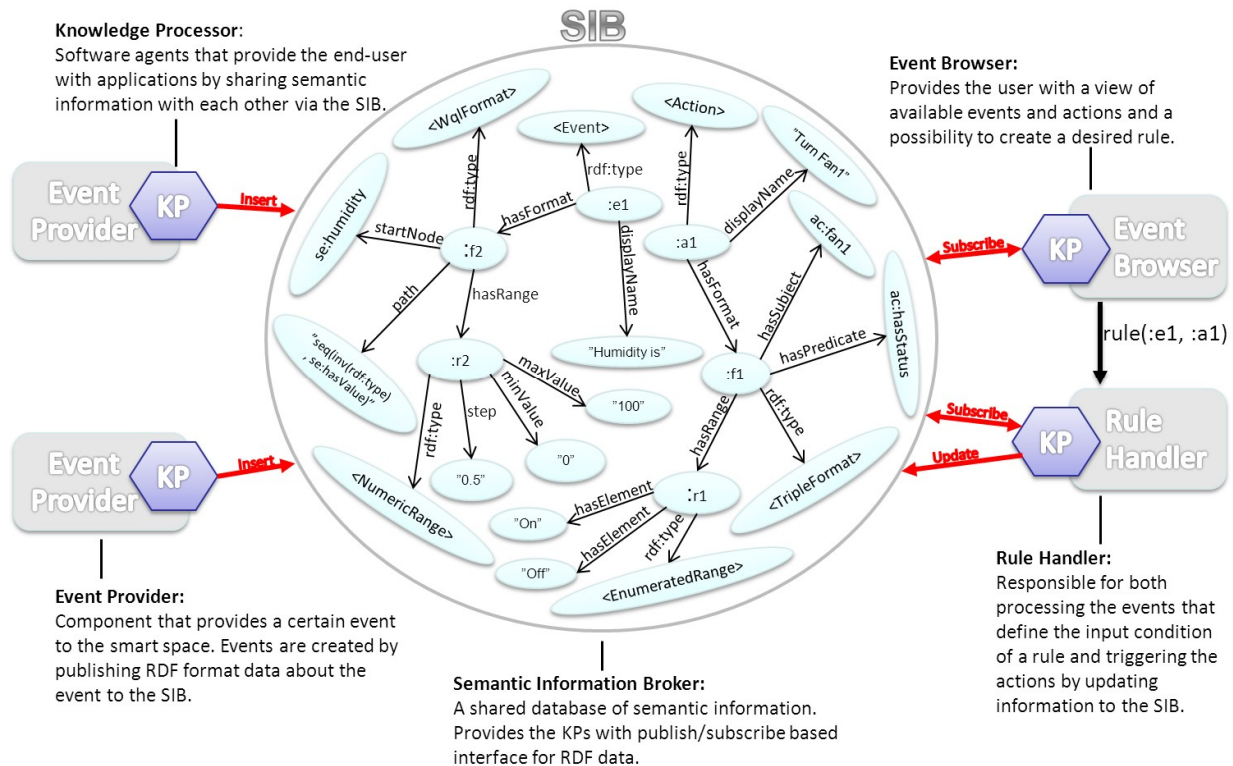 SIB
Knowledge Processor:
Software agents that provide the end-user
with applications by sharing semantic
information with each other via the SIB.
Event Browser:
Provides the user with a view of
available events and actions and a
possibility to create a desired rule.
Event
Provider
KP
Insert
Event
Provider
KP
Insert
<WqlFormat>
<Event>
<Action>
"Turn Fan1"
rdf:type
rdf:type
rdf:type
displayName
se:humidity
startNode
hasFormat
:e1
:f2
:a1
ac:fan1
path
hasRange
displayName
hasFormat
hasSubject
ac:hasStatus
"seq(inv(rdf:type)
, se:hasValue)"
:r2
"Humidity is"
:f1
hasPredicate
maxValue
minValue
step
rdf:type
"100"
"0"
"0.5"
<NumericRange>
hasRange
rdf:type
<TripleFormat>
:r1
hasElement
hasElement
rdf:type
"On"
"Off"
<EnumeratedRange>
Subscribe
KP
Event
Browser
rule(:e1, :a1)
Subscribe
Update
KP
Rule
Handler
Event Provider:
Component that provides a certain event
to the smart space. Events are created by
publishing RDF format data about the
event to the SIB.
Semantic Information Broker:
A shared database of semantic information.
Provides the KPs with publish/subscribe based
interface for RDF data.
Rule Handler:
Responsible for both
processing the events that
define the input condition
of a rule and triggering the
actions by updating
information to the SIB.